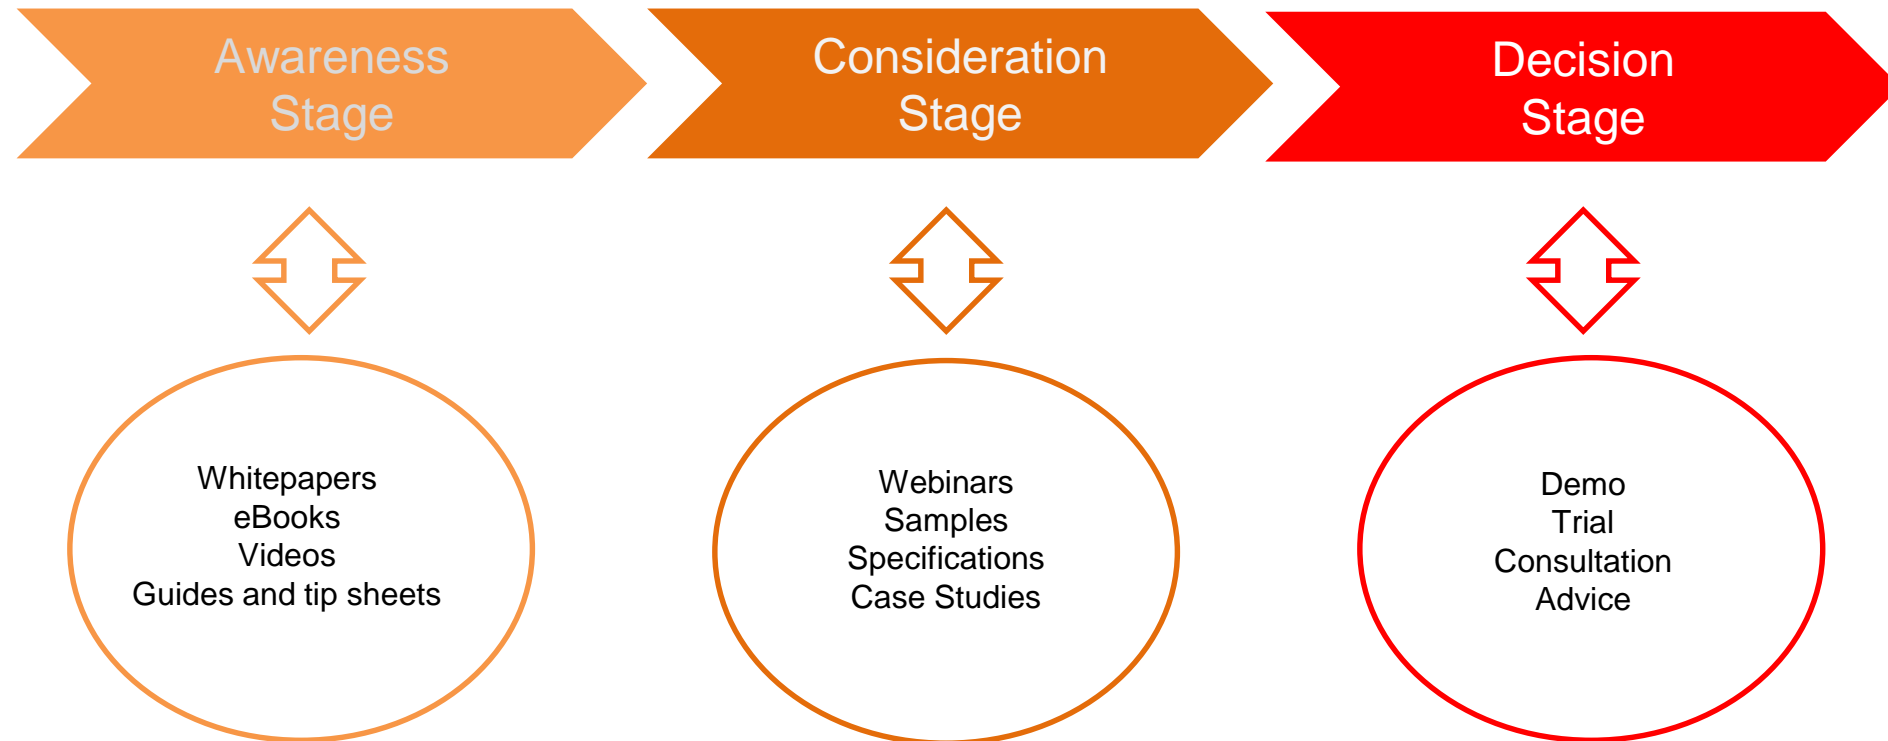 Awareness
Stage
Consideration
Stage
Decision
Stage
Whitepapers
eBooks
Videos
Guides and tip sheets
Webinars
Samples
Specifications
Case Studies
Demo
Trial
Consultation
Advice